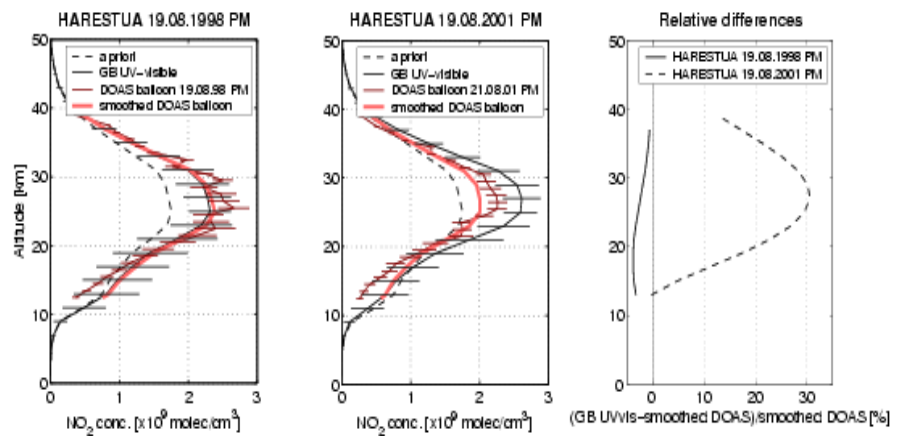 HARESTUA 19.08.1998 PM
a priori
GB UV-visible
DOAS balloon 19.08.98 PM
smoothed DOAS balloon
50
40
30
20
10
0
Altitude [km]
0 1 2 3
NO2 conc. [x10^9 molec/cm^3]
HARESTUA 19.08.2001 PM
a priori
GB UV-visible
DOAS balloon 21.08.01 PM
smoothed DOAS balloon
50
40
30
20
10
0
0 1 2 3
NO2 conc. [x10^9 molec/cm^3]
Relative differences
HARESTUA 19.08.1998 PM
HARESTUA 19.08.2001 PM
50
40
30
20
10
0
0 10 20 30
(GB UVvis-smoothed DOAS)/smoothed DOAS [%]